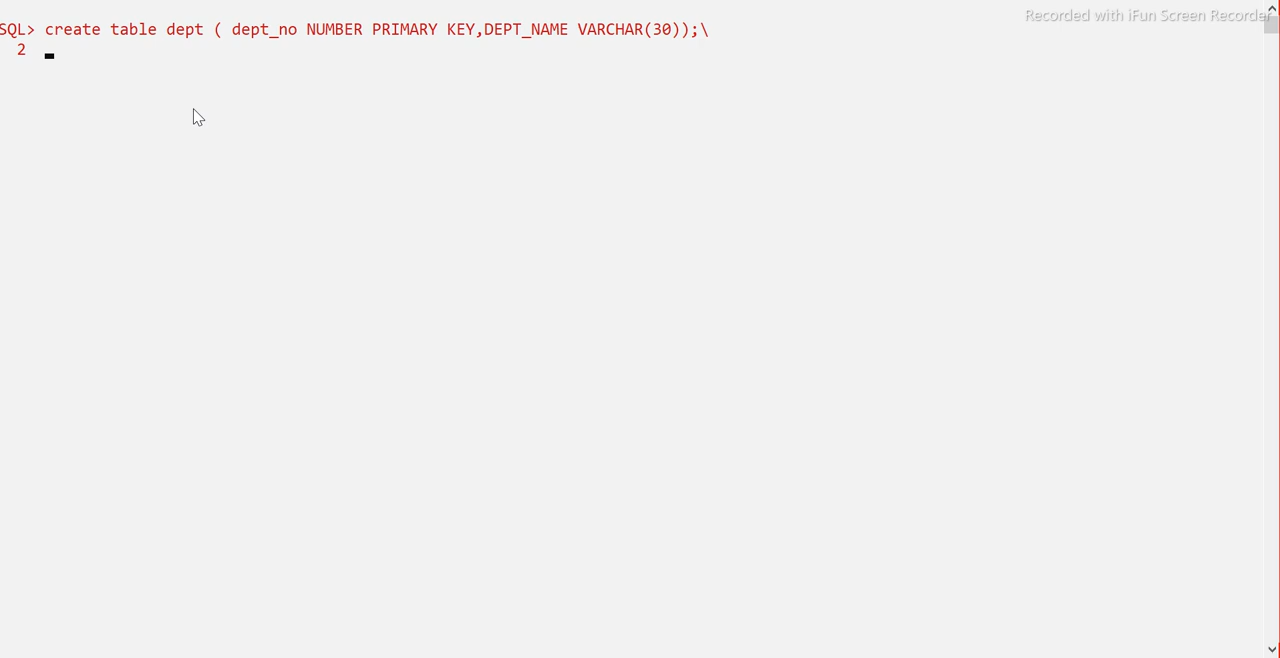 Recorded with iFun Screen Recorder
SQL> create table dept ( dept_no NUMBER PRIMARY KEY,DEPT_NAME VARCHAR(30));\
2